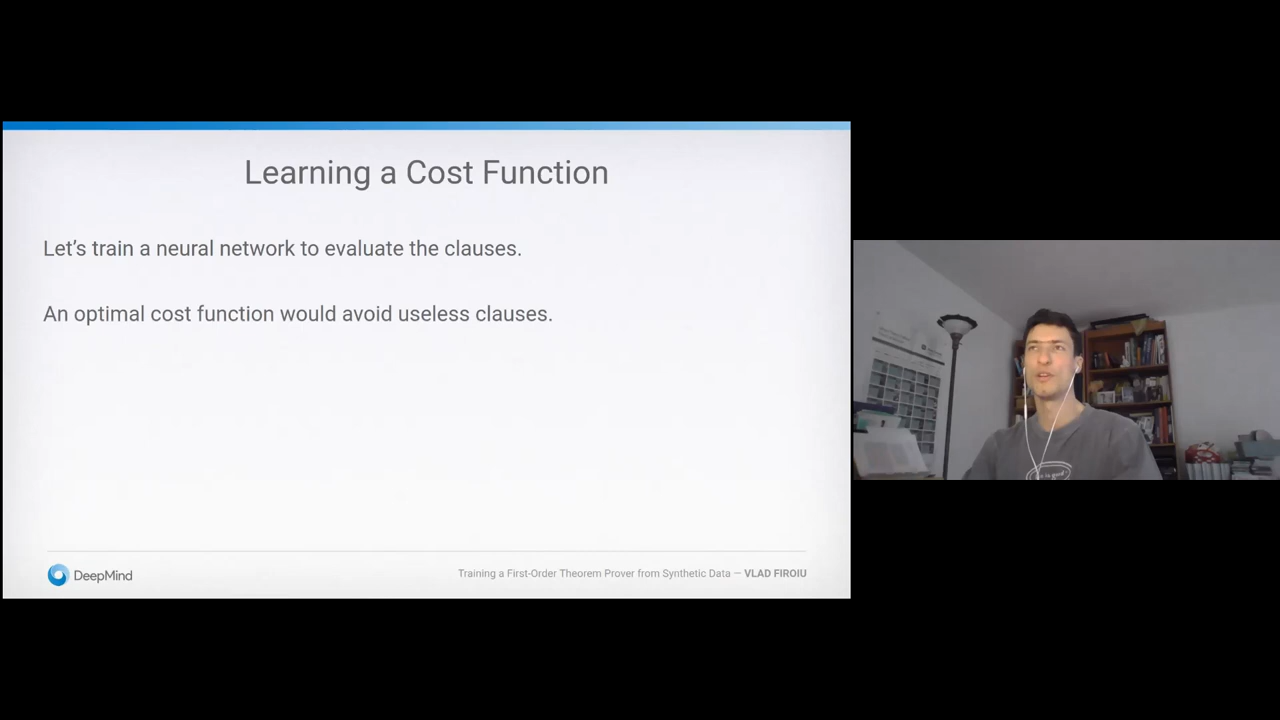 Learning a Cost Function
Let’s train a neural network to evaluate the clauses.
An optimal cost function would avoid useless clauses.
DeepMind
Training a First-Order Theorem Prover from Synthetic Data — VLAD FIROIU